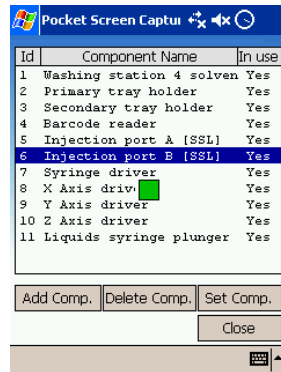 Pocket Screen Captur
Id Component Name In use
1 Washing station 4 solven Yes
2 Primary tray holder Yes
3 Secondary tray holder Yes
4 Barcode reader Yes
5 Injection port A [SSL] Yes
6 Injection port B [SSL] Yes
7 Syringe driver Yes
8 X Axis driv Yes
9 Y Axis driver Yes
10 Z Axis driver Yes
11 Liquids syringe plunger Yes
Add Comp. Delete Comp. Set Comp.
Close